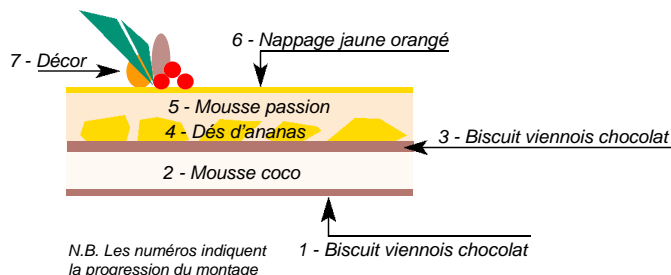 6 - Nappage jaune orangé
7 - Décor
5 - Mousse passion
4 - Dés d'ananas
3 - Biscuit viennois chocolat
2 - Mousse coco
1 - Biscuit viennois chocolat
N.B. Les numéros indiquent
la progression du montage